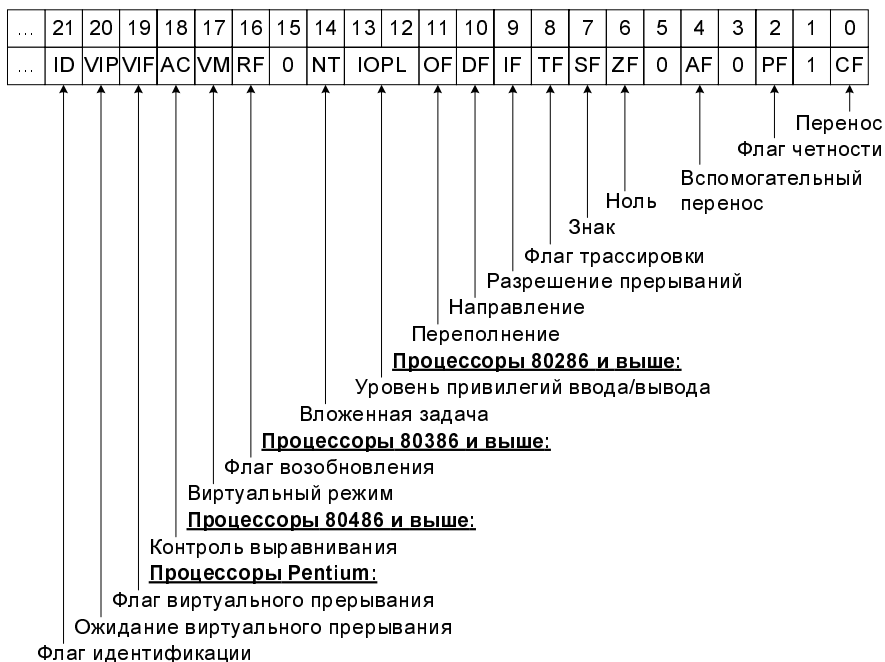 ... 21 20 19 18 17 16 15 14 13 12 11 10 9 8 7 6 5 4 3 2 1 0
... ID VIP VIF AC VM RF 0 NT IOPL OF DF IF TF SF ZF 0 AF 0 PF 1 CF
Перенос
Флаг четности
Вспомогательный
перенос
Ноль
Знак
Флаг трассировки
Разрешение прерываний
Направление
Переполнение
Процессоры 80286 и выше:
Уровень привилегий ввода/вывода
Вложенная задача
Процессоры 80386 и выше:
Флаг возобновления
Виртуальный режим
Процессоры 80486 и выше:
Контроль выравнивания
Процессоры Pentium:
Флаг виртуального прерывания
Ожидание виртуального прерывания
Флаг идентификации